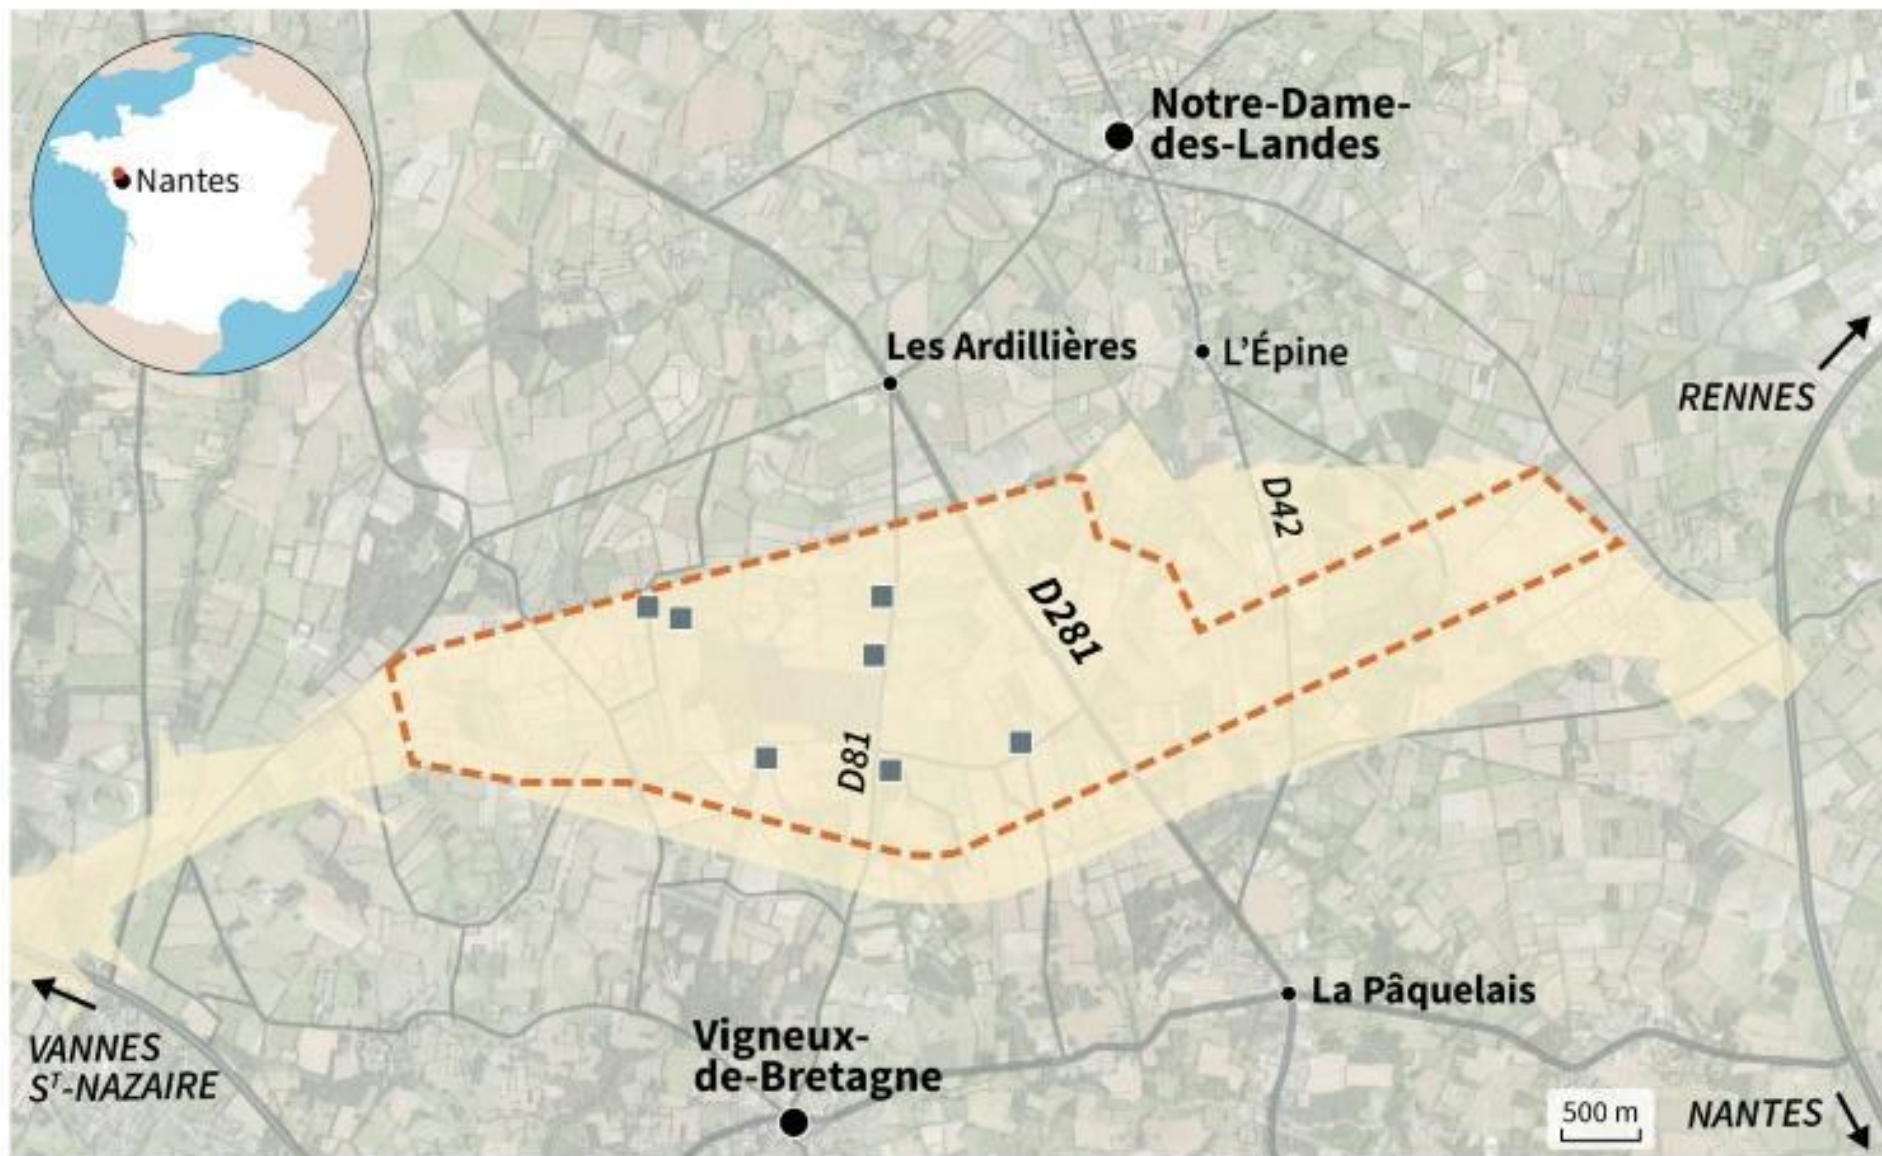 Notre-Dame-
des-Landes
Nantes
Les Ardillières
L'Épine
RENNES
D42
D281
D81
La Pâquelais
VANNES
Sᵀ-NAZAIRE
Vigneux-
de-Bretagne
500 m
NANTES